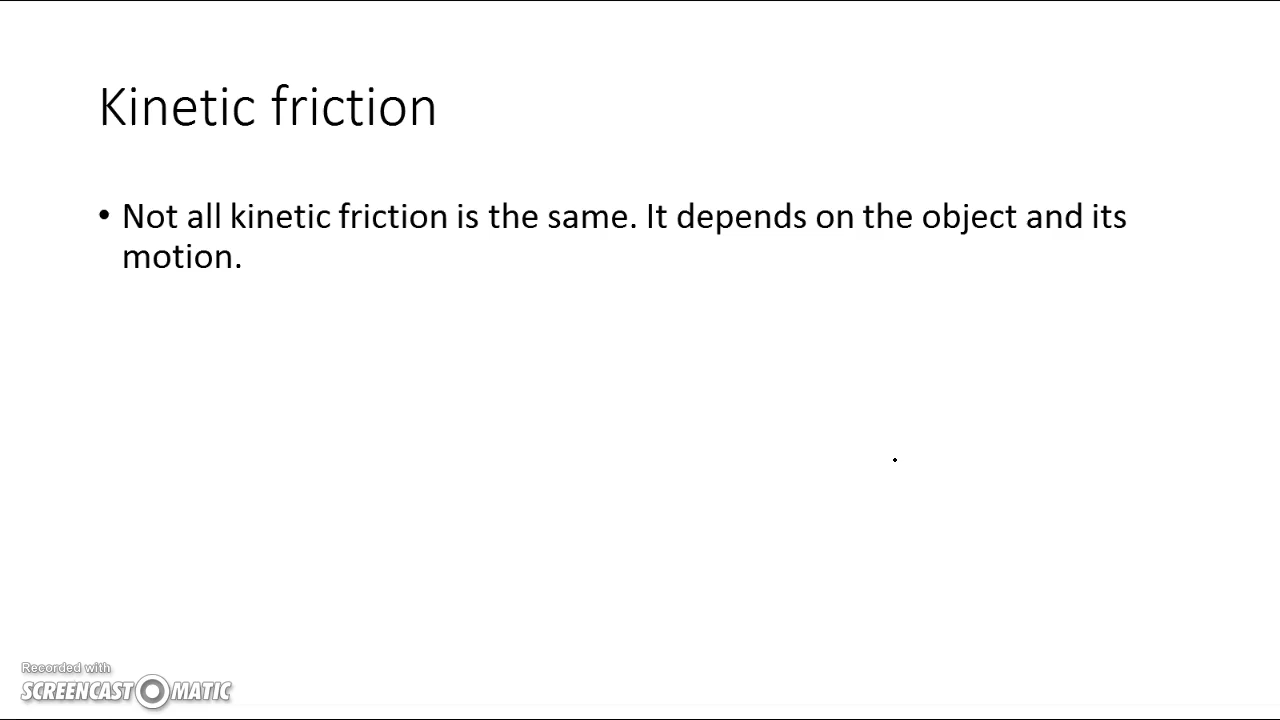 Kinetic friction
• Not all kinetic friction is the same. It depends on the object and its
motion.
Recorded with
SCREENCAST MATIC